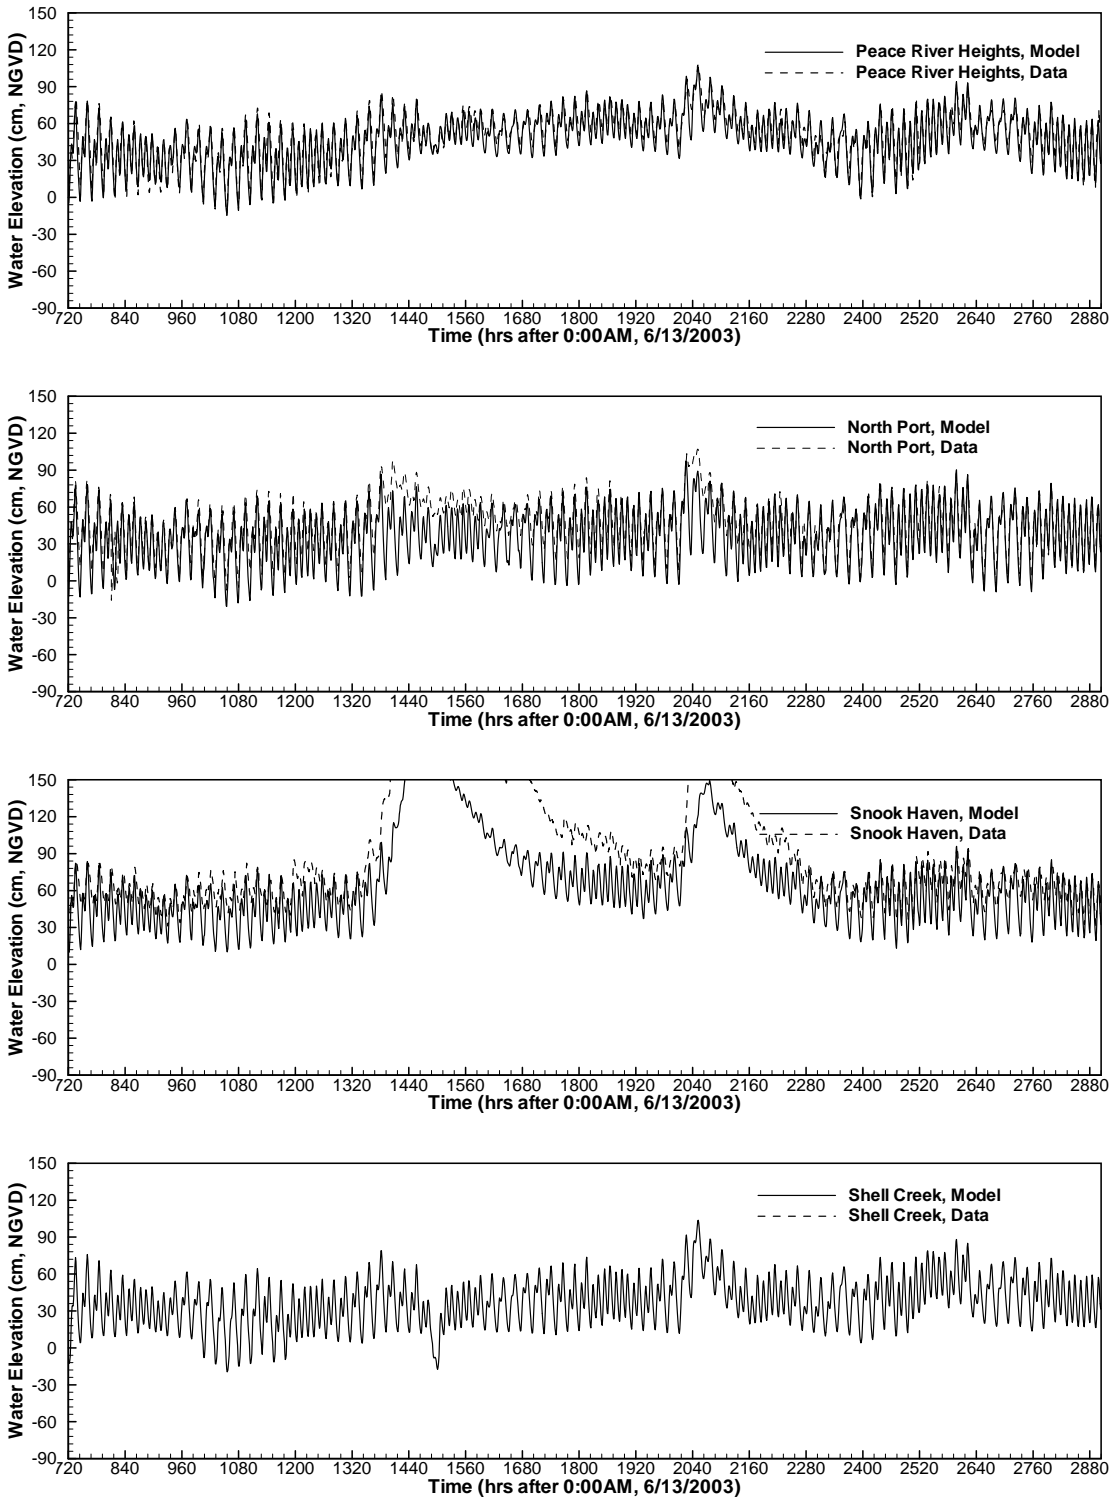 150
120
90
60
30
0
-30
-60
-90
Water Elevation (cm, NGVD)
Peace River Heights, Model
Peace River Heights, Data
720 840 960 1080 1200 1320 1440 1560 1680 1800 1920 2040 2160 2280 2400 2520 2640 2760 2880
Time (hrs after 0:00AM, 6/13/2003)
150
120
90
60
30
0
-30
-60
-90
Water Elevation (cm, NGVD)
North Port, Model
North Port, Data
720 840 960 1080 1200 1320 1440 1560 1680 1800 1920 2040 2160 2280 2400 2520 2640 2760 2880
Time (hrs after 0:00AM, 6/13/2003)
150
120
90
60
30
0
-30
-60
-90
Water Elevation (cm, NGVD)
Snook Haven, Model
Snook Haven, Data
720 840 960 1080 1200 1320 1440 1560 1680 1800 1920 2040 2160 2280 2400 2520 2640 2760 2880
Time (hrs after 0:00AM, 6/13/2003)
150
120
90
60
30
0
-30
-60
-90
Water Elevation (cm, NGVD)
Shell Creek, Model
Shell Creek, Data
720 840 960 1080 1200 1320 1440 1560 1680 1800 1920 2040 2160 2280 2400 2520 2640 2760 2880
Time (hrs after 0:00AM, 6/13/2003)